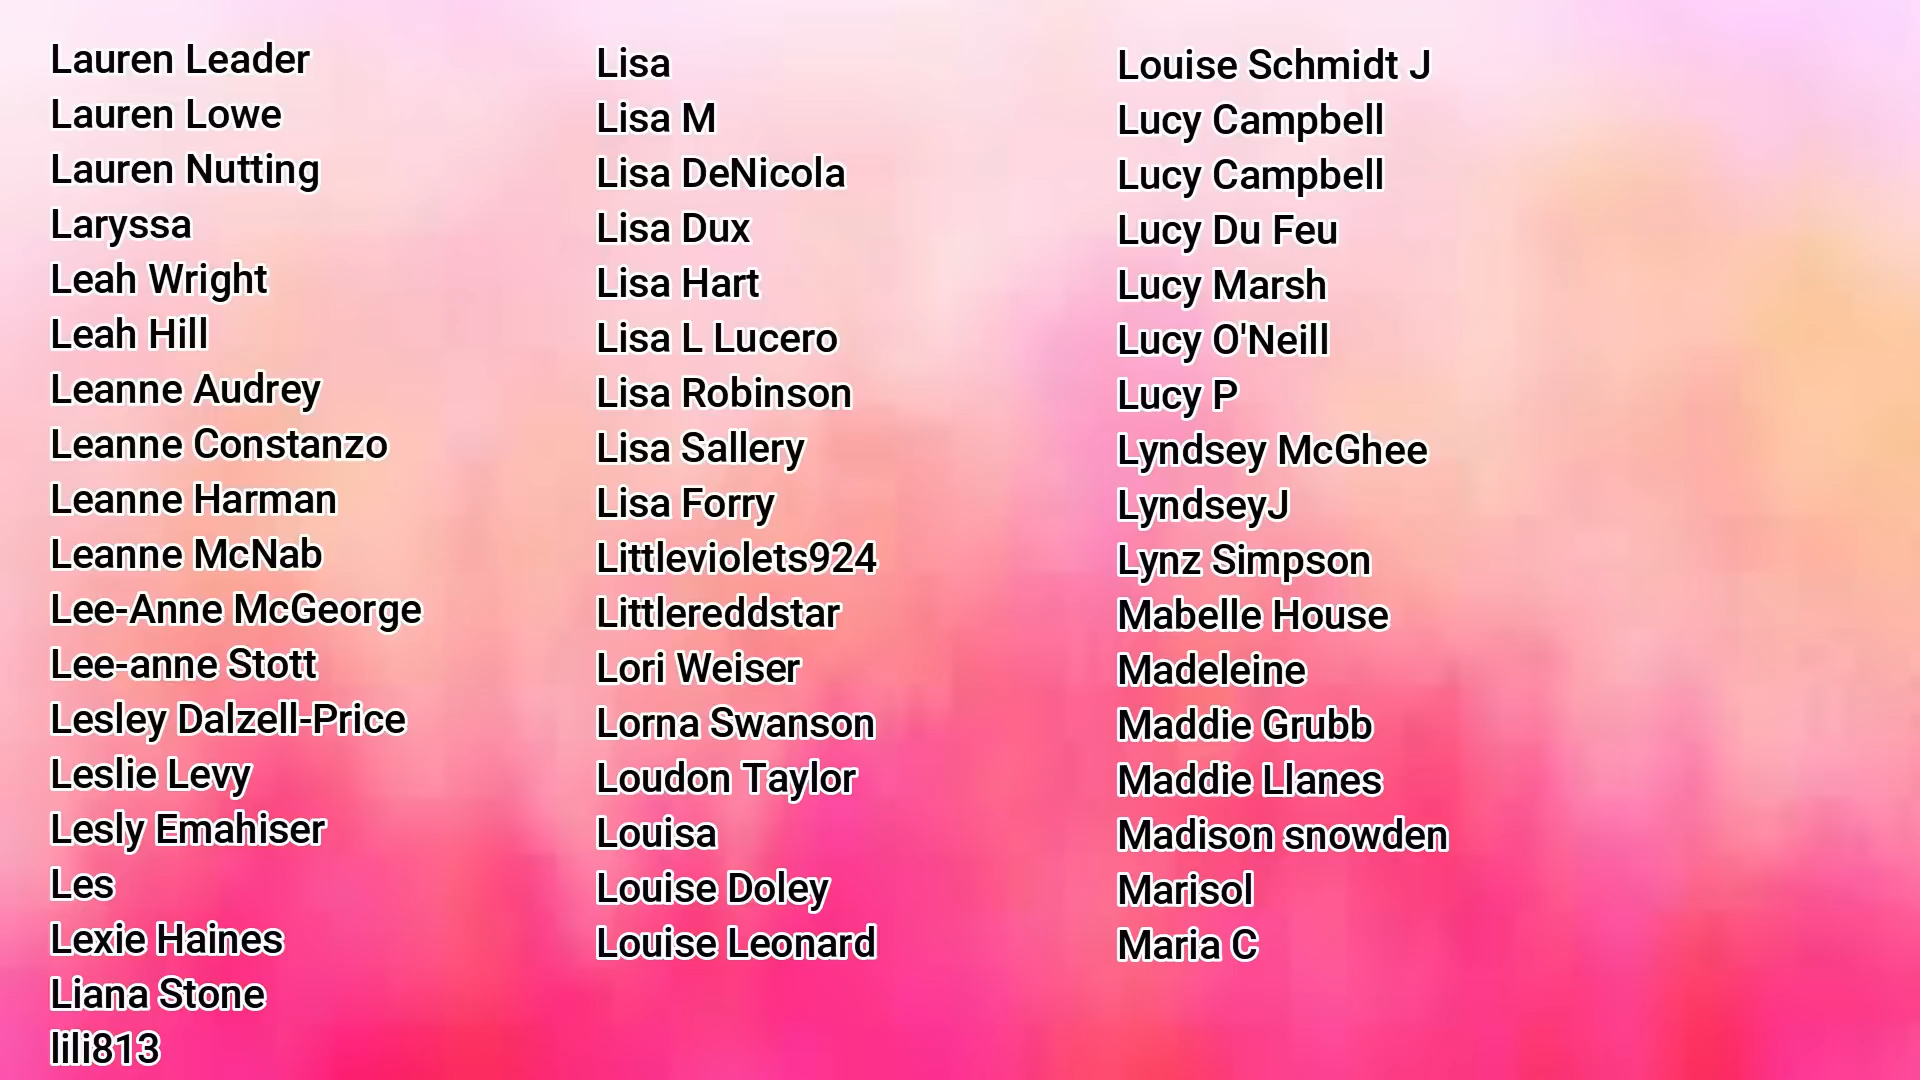 Lauren Leader
Lauren Lowe
Lauren Nutting
Laryssa
Leah Wright
Leah Hill
Leanne Audrey
Leanne Constanzo
Leanne Harman
Leanne McNab
Lee-Anne McGeorge
Lee-anne Stott
Lesley Dalzell-Price
Leslie Levy
Lesly Emahiser
Les
Lexie Haines
Liana Stone
lili813
Lisa
Lisa M
Lisa DeNicola
Lisa Dux
Lisa Hart
Lisa L Lucero
Lisa Robinson
Lisa Sallery
Lisa Forry
Littleviolets924
Littlereddstar
Lori Weiser
Lorna Swanson
Loudon Taylor
Louisa
Louise Doley
Louise Leonard
Louise Schmidt J
Lucy Campbell
Lucy Campbell
Lucy Du Feu
Lucy Marsh
Lucy O'Neill
Lucy P
Lyndsey McGhee
LyndseyJ
Lynz Simpson
Mabelle House
Madeleine
Maddie Grubb
Maddie Llanes
Madison snowden
Marisol
Maria C